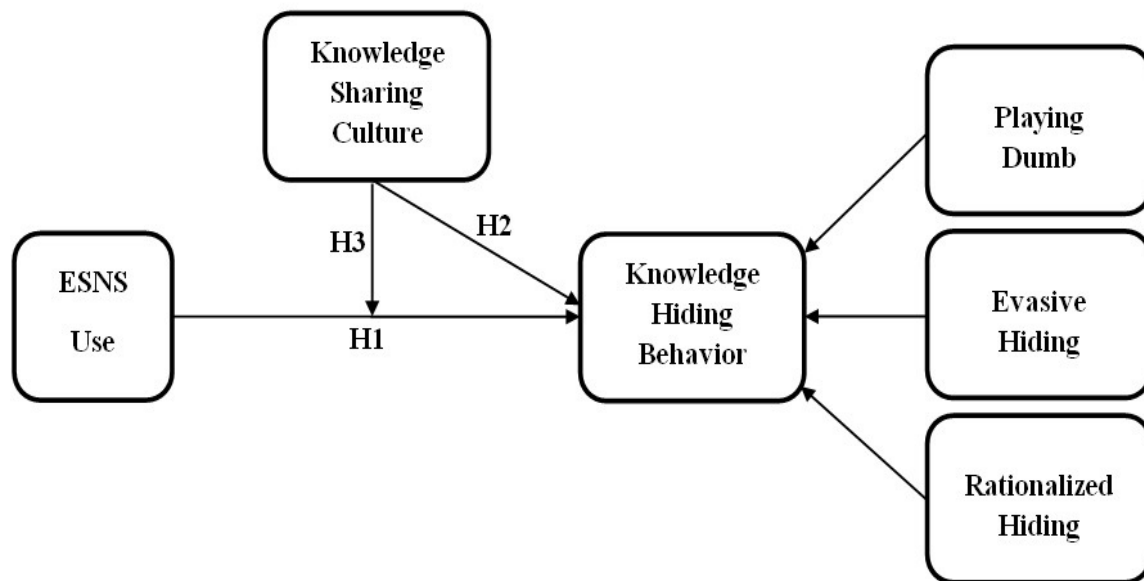 Knowledge
Sharing
Culture
Playing
Dumb
H3
H2
ESNS
Use
H1
Knowledge
Hiding
Behavior
Evasive
Hiding
Rationalized
Hiding